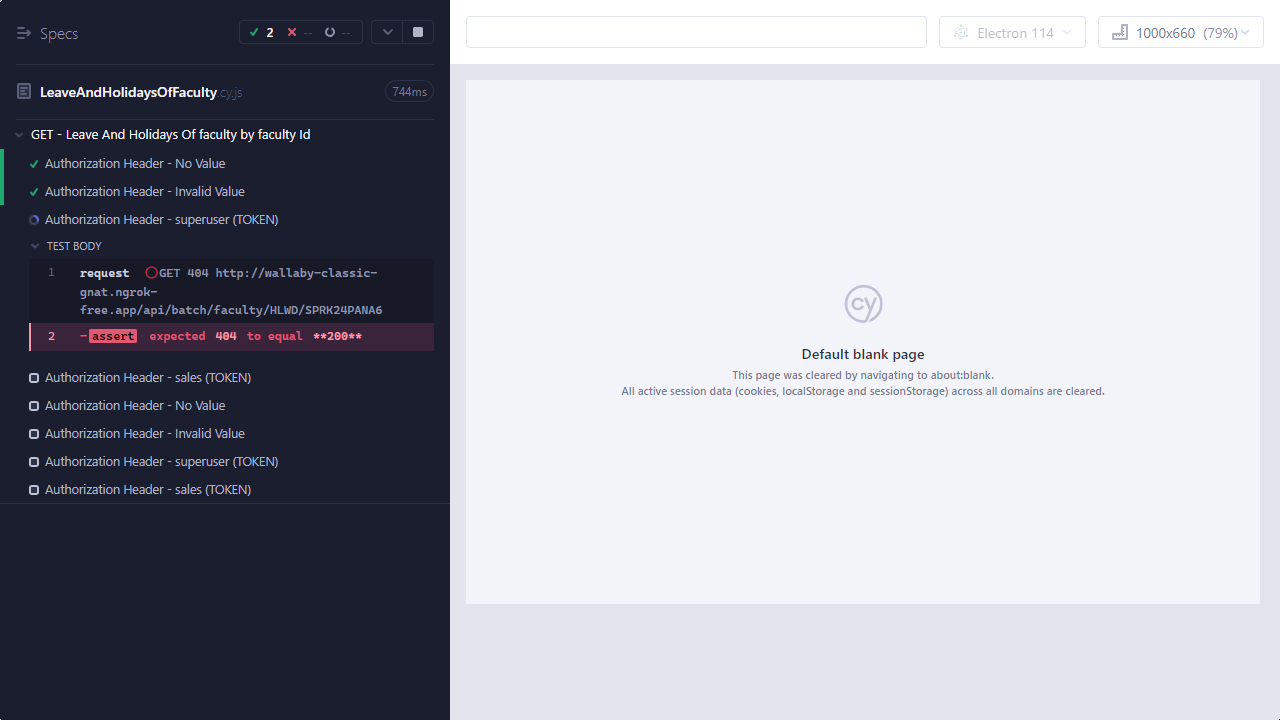 Specs
2
--
--
LeaveAndHolidaysOfFaculty.cy.js
744ms
GET - Leave And Holidays Of faculty by faculty Id
Authorization Header - No Value
Authorization Header - Invalid Value
Authorization Header - superuser (TOKEN)
TEST BODY
1 request GET 404 http://wallaby-classic-
gnat.ngrok-
free.app/api/batch/faculty/HLWD/SPRK24PANA6
2 -assert expected 404 to equal **200**
Authorization Header - sales (TOKEN)
Authorization Header - No Value
Authorization Header - Invalid Value
Authorization Header - superuser (TOKEN)
Authorization Header - sales (TOKEN)
Electron 114
1000x660 (79%)
cy
Default blank page
This page was cleared by navigating to about:blank.
All active session data (cookies, localStorage and sessionStorage) across all domains are cleared.